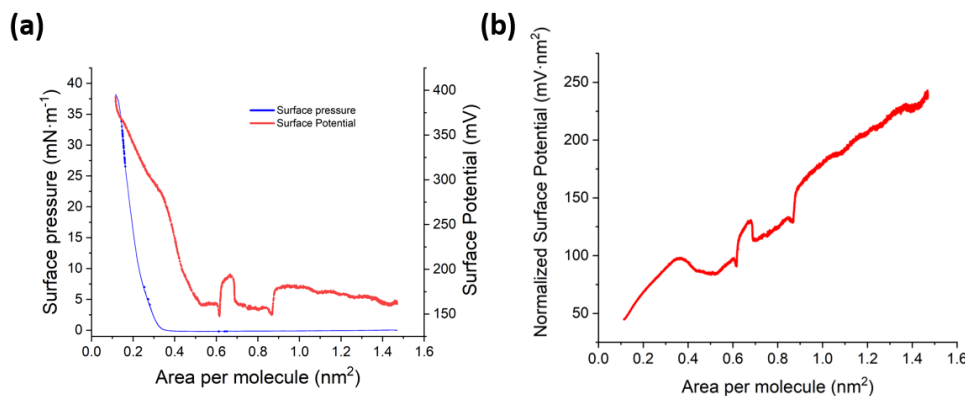 (a)
Surface pressure (mN·m⁻¹)
40
35
30
25
20
15
10
5
0
Surface pressure
Surface Potential
400
350
300
250
200
150
Surface Potential (mV)
0.0 0.2 0.4 0.6 0.8 1.0 1.2 1.4 1.6
Area per molecule (nm²)
(b)
Normalized Surface Potential (mV·nm²)
250
200
150
100
50
0.0 0.2 0.4 0.6 0.8 1.0 1.2 1.4 1.6
Area per molecule (nm²)